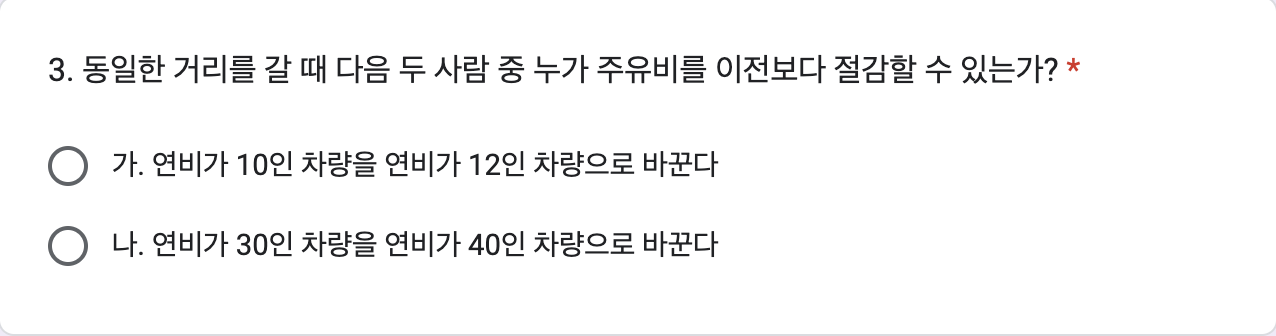 3. 동일한 거리를 갈 때 다음 두 사람 중 누가 주유비를 이전보다 절감할 수 있는가? *
가. 연비가 10인 차량을 연비가 12인 차량으로 바꾼다
나. 연비가 30인 차량을 연비가 40인 차량으로 바꾼다